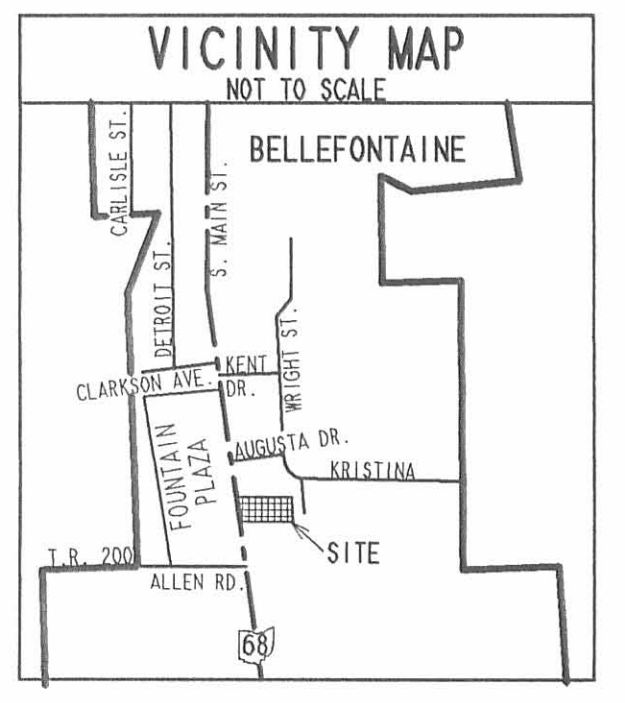 VICINITY MAP
NOT TO SCALE
BELLEFONTAINE
CARLISLE ST.
S. MAIN ST.
DETROIT ST.
WRIGHT ST.
KENT
DR.
CLARKSON AVE.
AUGUSTA DR.
FOUNTAIN
PLAZA
KRISTINA
SITE
T.R. 200
ALLEN RD.
68